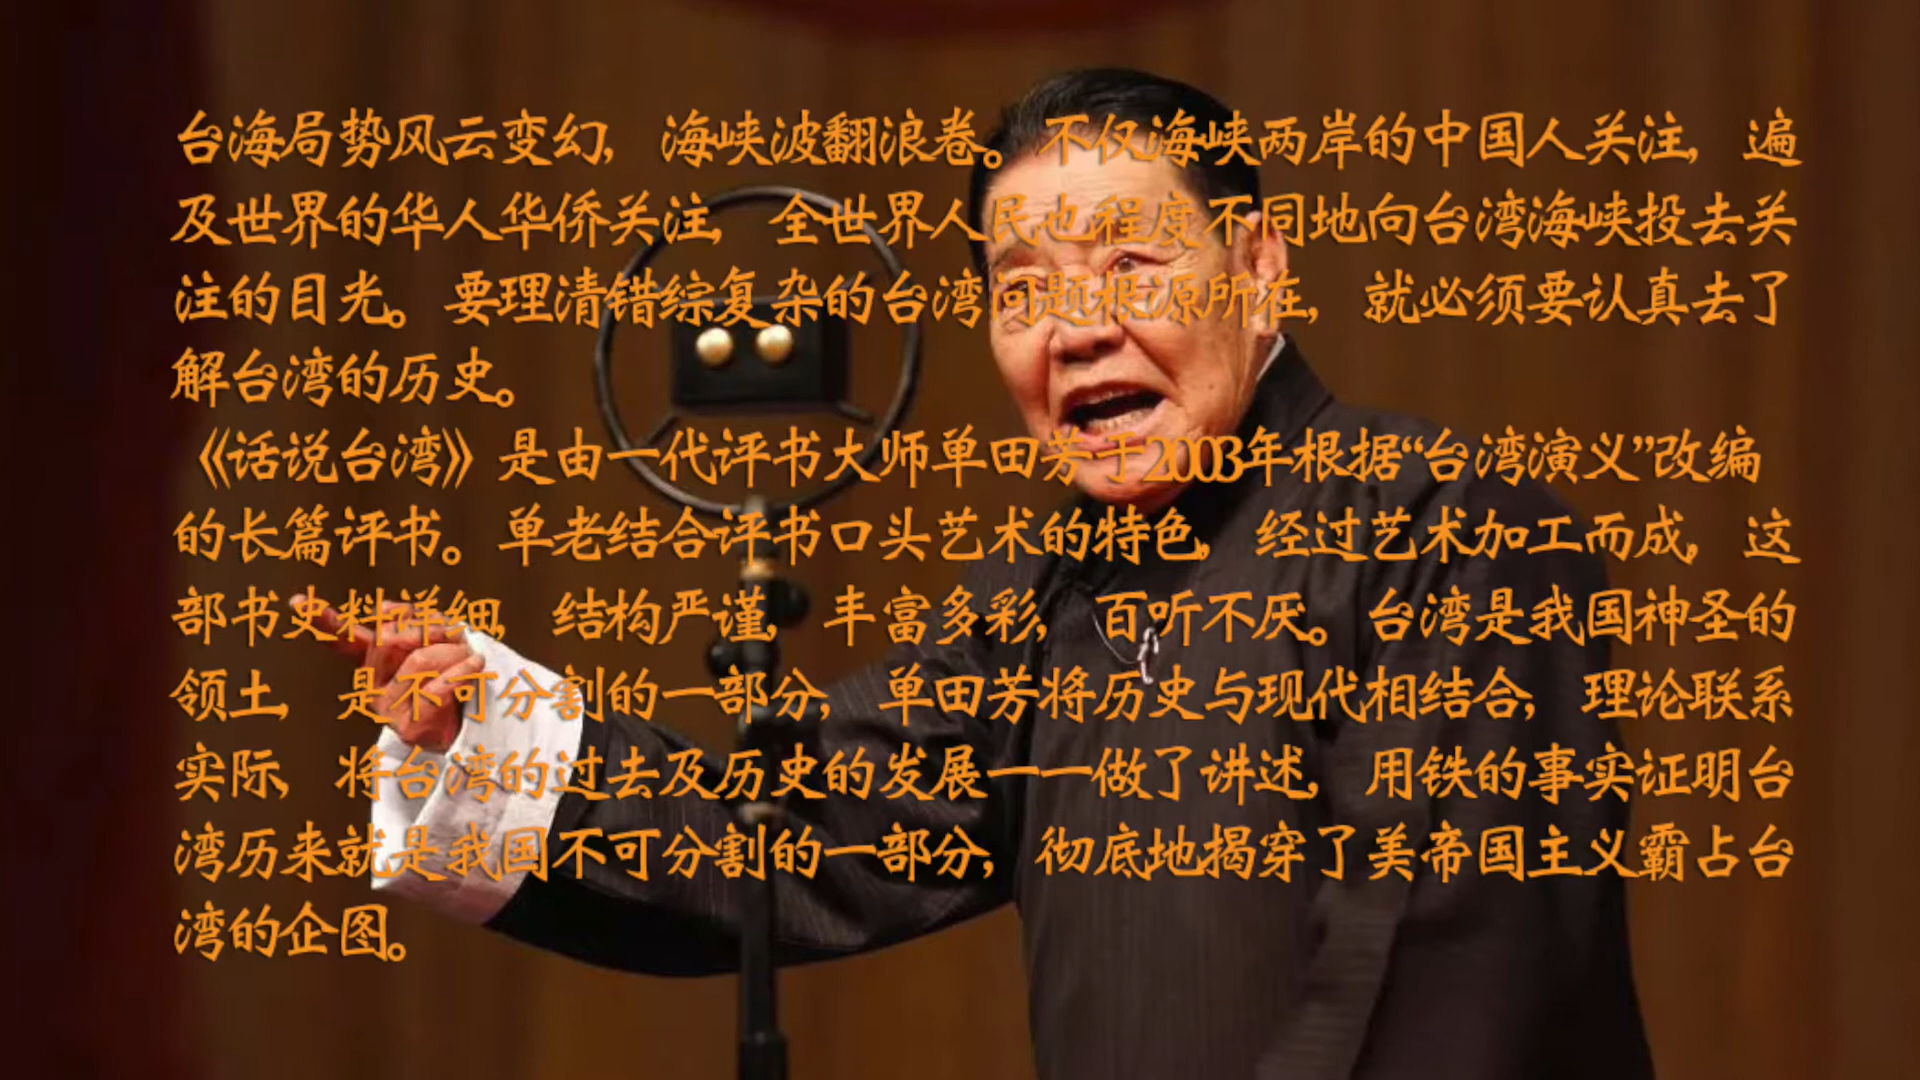 台海局势风云变幻，海峡波翻浪卷。不仅海峡两岸的中国人关注，遍
及世界的华人华侨关注，全世界人民也程度不同地向台湾海峡投去关
注的目光。要理清错综复杂的台湾问题根源所在，就必须要认真去了
解台湾的历史。
《话说台湾》是由一代评书大师单田芳于2003年根据“台湾演义”改编
的长篇评书。单老结合评书口头艺术的特色，经过艺术加工而成，这
部书史料详细，结构严谨，丰富多彩，百听不厌。台湾是我国神圣的
领土，是不可分割的一部分，单田芳将历史与现代相结合，理论联系
实际，将台湾的过去及历史的发展一一做了讲述，用铁的事实证明台
湾历来就是我国不可分割的一部分，彻底地揭穿了美帝国主义霸占台
湾的企图。